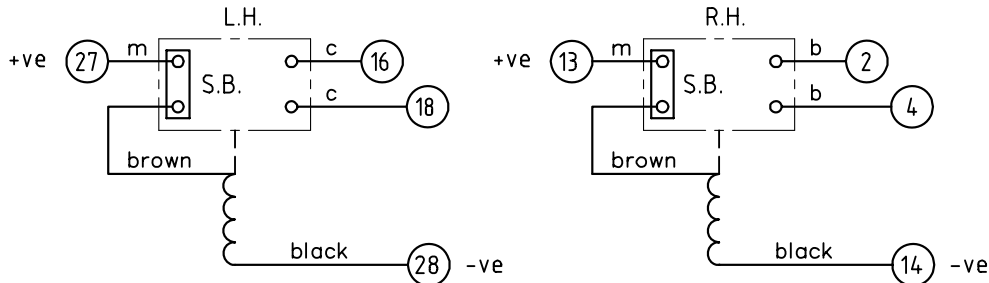 L.H. R.H.
+ve 27 m c 16 +ve 13 m b 2
S.B. S.B.
c 18 b 4
brown brown
black 28 -ve black 14 -ve